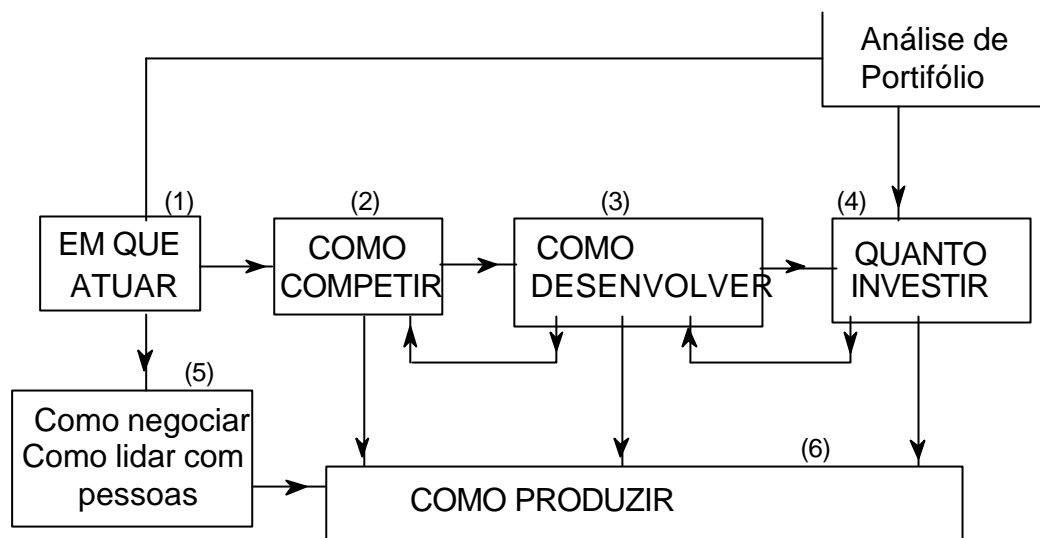 Análise de
Portifólio
(1)
EM QUE
ATUAR
(2)
COMO
COMPETIR
(3)
COMO
DESENVOLVER
(4)
QUANTO
INVESTIR
(5)
Como negociar
Como lidar com
pessoas
(6)
COMO PRODUZIR